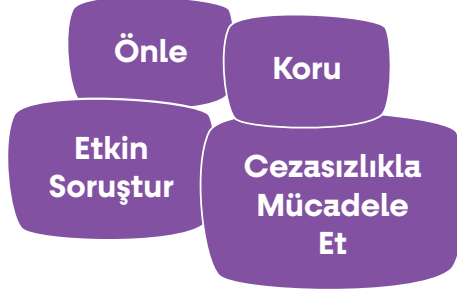 Önle
Koru
Etkin
Soruştur
Cezasızlıkla
Mücadele
Et